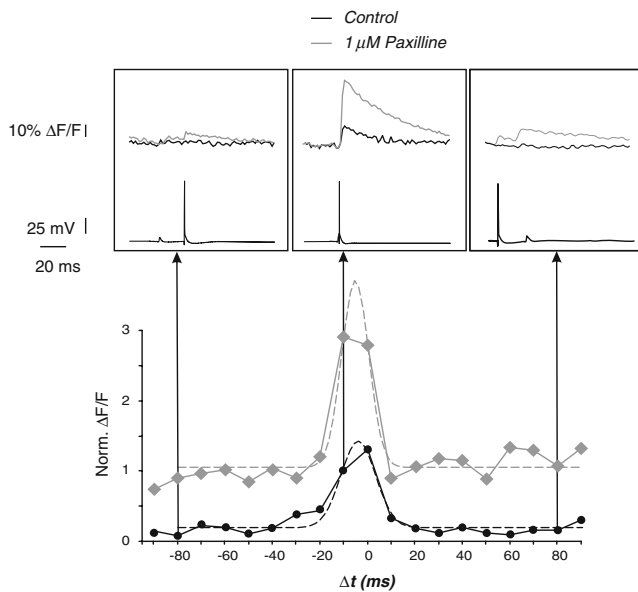 Control
1 µM Paxilline
10% ΔF/F
25 mV
20 ms
Norm. ΔF/F
3
2
1
0
-80 -60 -40 -20 0 20 40 60 80
Δt (ms)